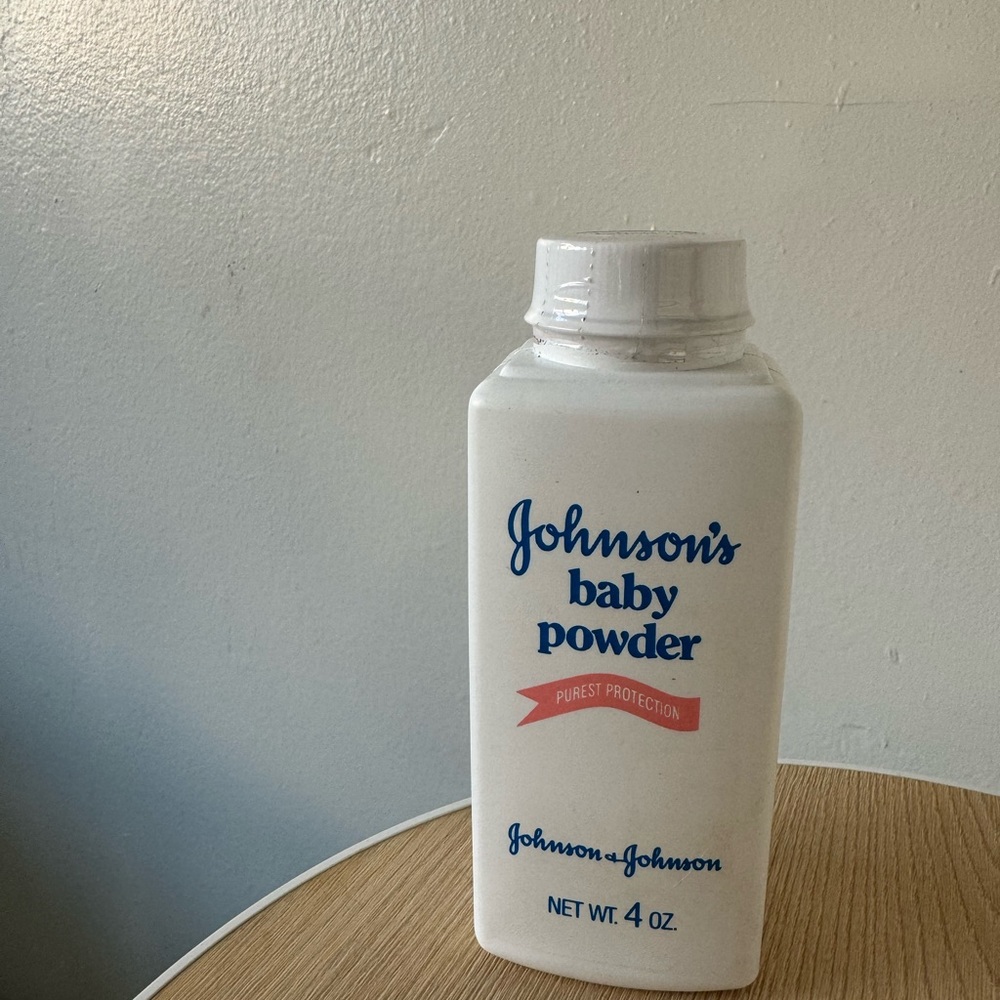 Johnson's
baby
powder
PUREST PROTECTION
Johnson & Johnson
NET WT. 4 OZ.